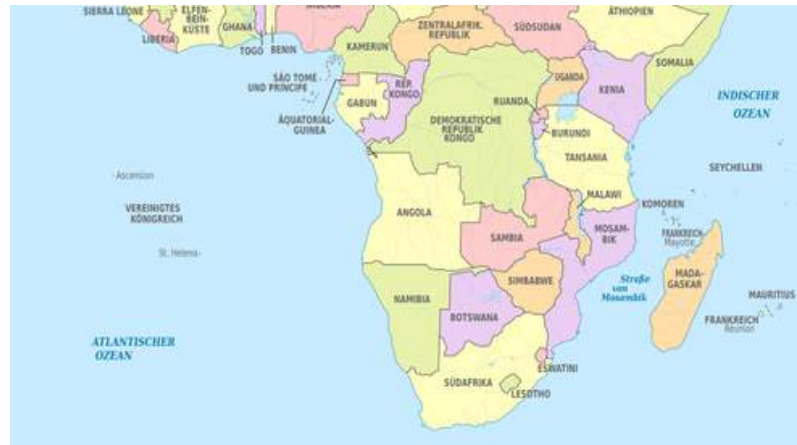 SIERRA LEONE
ELFEN-
BEIN-
KÜSTE
GHANA
NIGERIA
ZENTRALAFRIK.
REPUBLIK
SÜDSUDAN
ÄTHIOPIEN
LIBERIA
TOGO
BENIN
KAMERUN
SOMALIA
SÃO TOMÉ
UND PRÍNCIPE
GABUN
REP.
KONGO
UGANDA
KENIA
RUANDA
INDISCHER
OZEAN
ÄQUATORIAL-
GUINEA
DEMOKRATISCHE
REPUBLIK
KONGO
BURUNDI
TANSANIA
SEYCHELLEN
Ascension
MALAWI
VEREINIGTES
KÖNIGREICH
ANGOLA
KOMOREN
SAMBIA
MOSAM-
BIK
FRANKREICH
Mayotte
St. Helena
SIMBABWE
Straße
von
Mosambik
MADA-
GASKAR
NAMIBIA
BOTSWANA
MAURITIUS
FRANKREICH
Réunion
ATLANTISCHER
OZEAN
ESWATINI
SÜDAFRIKA
LESOTHO